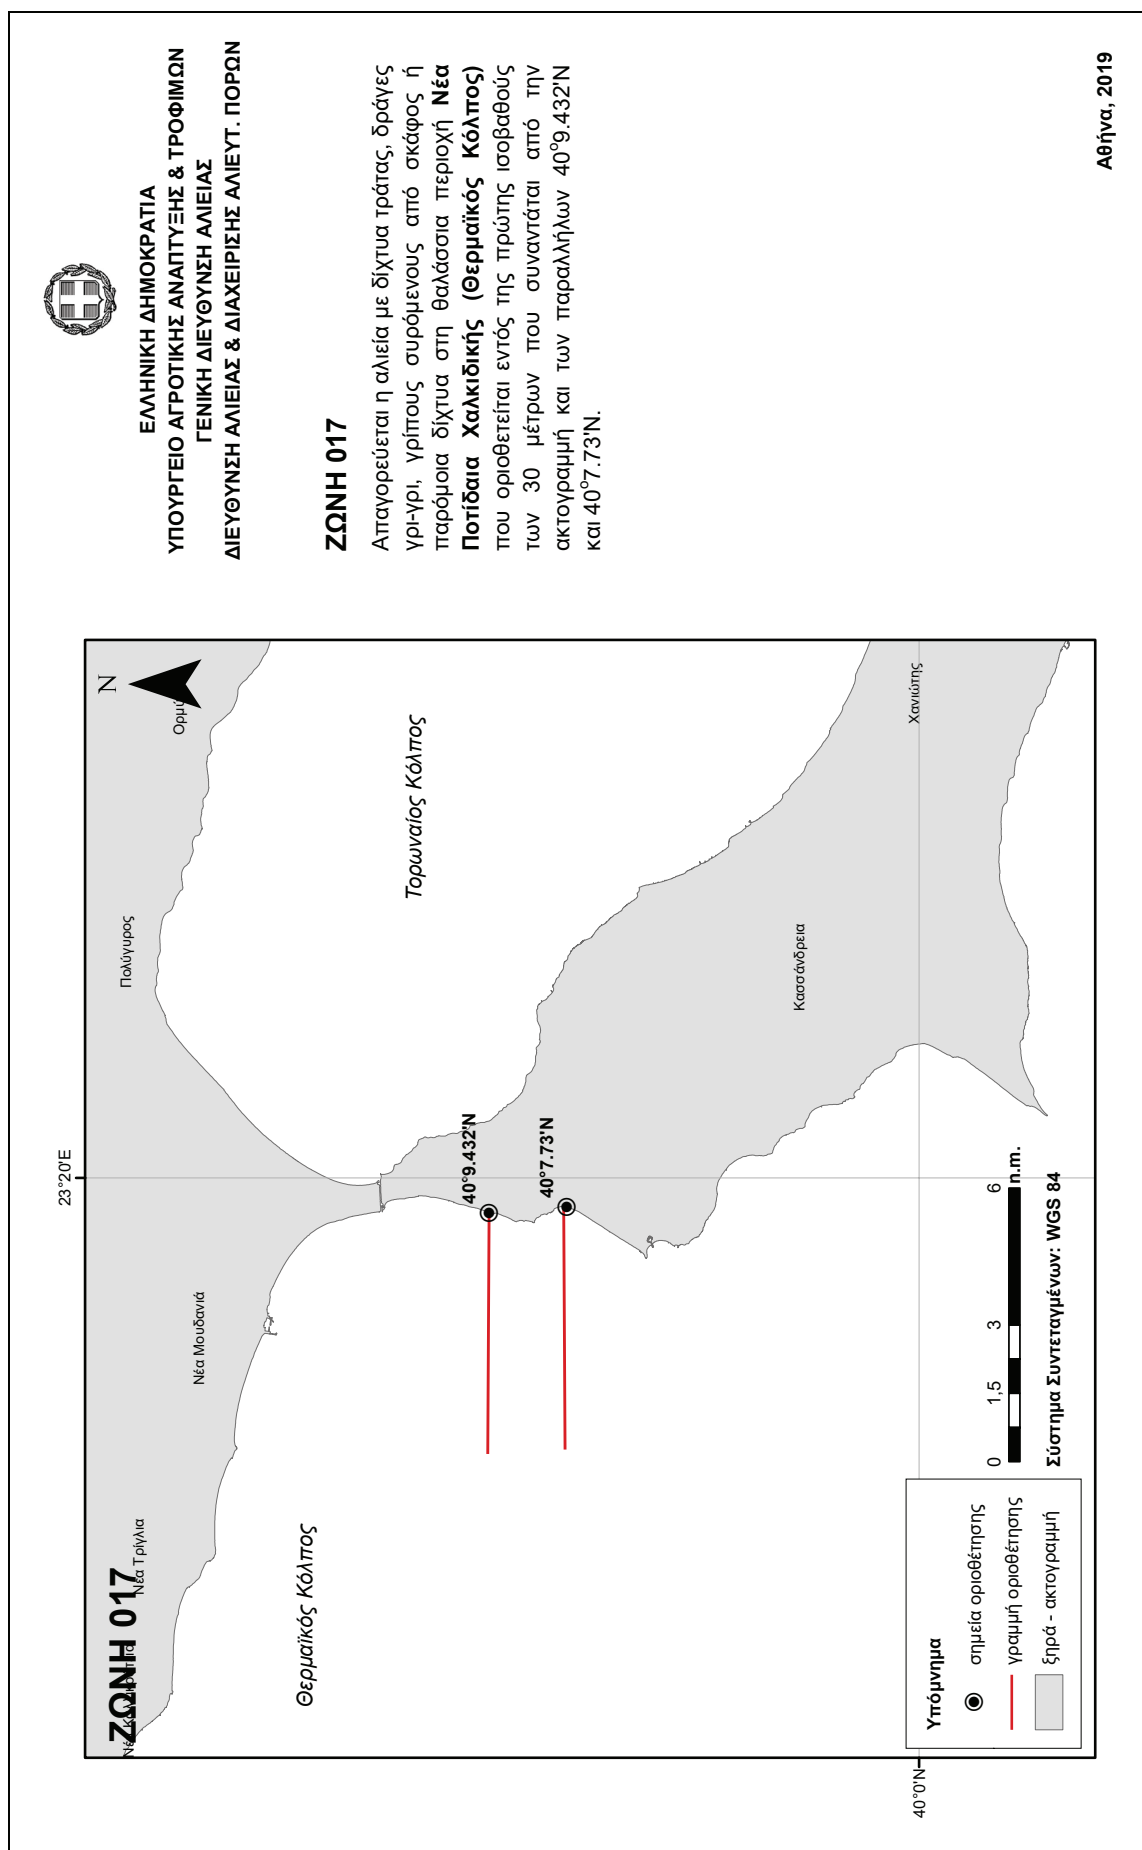 ΕΛΛΗΝΙΚΗ ΔΗΜΟΚΡΑΤΙΑ
ΥΠΟΥΡΓΕΙΟ ΑΓΡΟΤΙΚΗΣ ΑΝΑΠΤΥΞΗΣ & ΤΡΟΦΙΜΩΝ
ΓΕΝΙΚΗ ΔΙΕΥΘΥΝΣΗ ΑΛΙΕΙΑΣ
ΔΙΕΥΘΥΝΣΗ ΑΛΙΕΙΑΣ & ΔΙΑΧΕΙΡΙΣΗΣ ΑΛΙΕΥΤ. ΠΟΡΩΝ
ΖΩΝΗ 017
Απαγορεύεται η αλιεία με δίχτυα τράτας, δράγες
γρι-γρι, γρίπους συρόμενους από σκάφος ή
παρόμοια δίχτυα στη θαλάσσια περιοχή Νέα
Ποτίδαια Χαλκιδικής (Θερμαϊκός Κόλπος)
που οριοθετείται εντός της πρώτης ισοβαθούς
των 30 μέτρων που συναντάται από την
ακτογραμμή και των παραλλήλων 40°9.432'N
και 40°7.73'N.
Αθήνα, 2019
ΖΩΝΗ 017
Νέα Τρίγλια
Νέα Μουδανιά
23°20'E
Πολύγυρος
N
Θερμαϊκός Κόλπος
Τορωναίος Κόλπος
40°9.432'N
40°7.73'N
Κασσάνδρεια
Χανιώτης
40°0'N
Υπόμνημα
σημεία οριοθέτησης
γραμμή οριοθέτησης
ξηρά - ακτογραμμή
0 1,5 3 6
n.m.
Σύστημα Συντεταγμένων: WGS 84